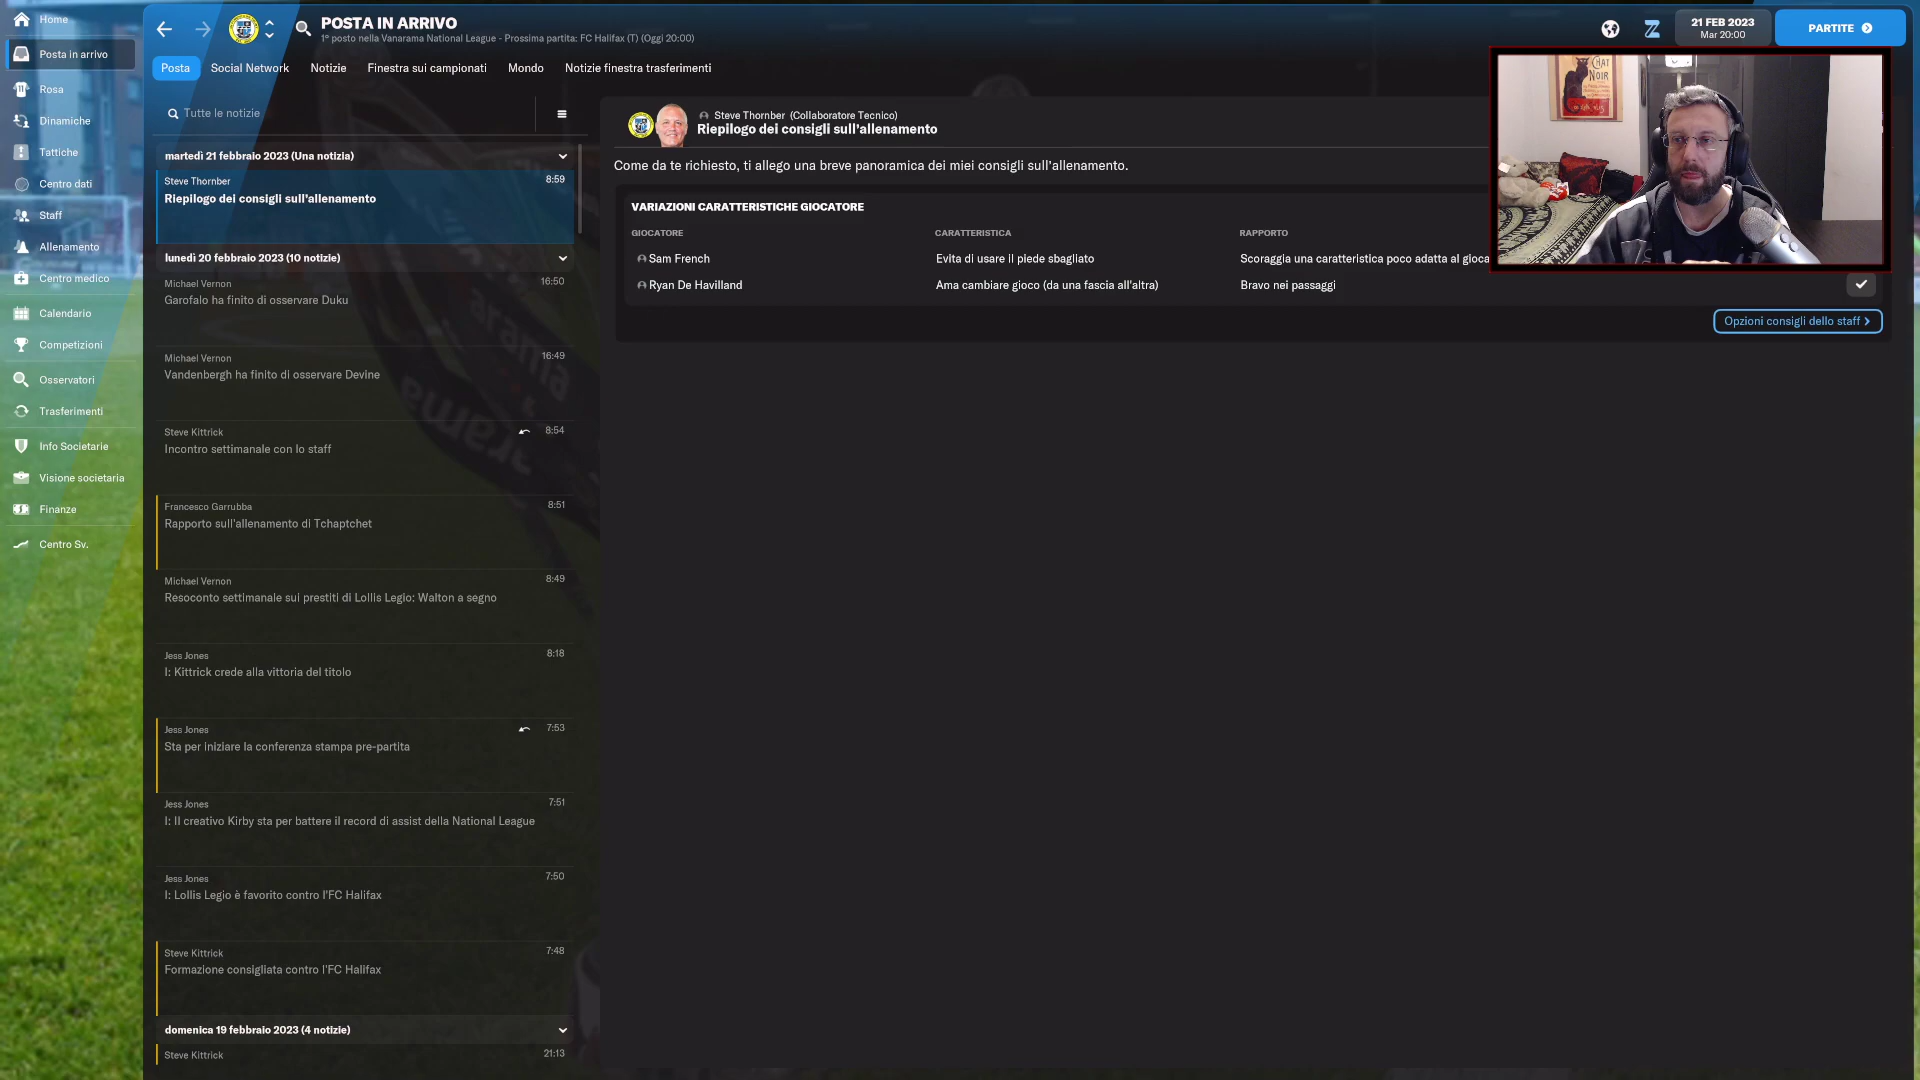 Home
Posta in arrivo
Rosa
Dinamiche
Tattiche
Centro dati
Staff
Allenamento
Centro medico
Calendario
Competizioni
Osservatori
Trasferimenti
Info Societarie
Visione societaria
Finanze
Centro Sv.
POSTA IN ARRIVO
1° posto nella Vanarama National League - Prossima partita: FC Halifax (T) (Oggi 20:00)
21 FEB 2023
Mar 20:00
PARTITE
Posta
Social Network
Notizie
Finestra sui campionati
Mondo
Notizie finestra trasferimenti
Tutte le notizie
martedì 21 febbraio 2023 (Una notizia)
Steve Thornber
8:59
Riepilogo dei consigli sull'allenamento
lunedì 20 febbraio 2023 (10 notizie)
Michael Vernon
16:50
Garofalo ha finito di osservare Duku
Michael Vernon
16:49
Vandenbergh ha finito di osservare Devine
Steve Kittrick
8:54
Incontro settimanale con lo staff
Francesco Garrubba
8:51
Rapporto sull'allenamento di Tchaptchet
Michael Vernon
8:49
Resoconto settimanale sui prestiti di Lollis Legio: Walton a segno
Jess Jones
8:18
I: Kittrick crede alla vittoria del titolo
Jess Jones
7:53
Sta per iniziare la conferenza stampa pre-partita
Jess Jones
7:51
I: Il creativo Kirby sta per battere il record di assist della National League
Jess Jones
7:50
I: Lollis Legio è favorito contro l'FC Halifax
Steve Kittrick
7:48
Formazione consigliata contro l'FC Halifax
domenica 19 febbraio 2023 (4 notizie)
Steve Kittrick
21:13
Steve Thornber (Collaboratore Tecnico)
Riepilogo dei consigli sull'allenamento
Come da te richiesto, ti allego una breve panoramica dei miei consigli sull'allenamento.
VARIAZIONI CARATTERISTICHE GIOCATORE
GIOCATORE
CARATTERISTICA
RAPPORTO
Sam French
Evita di usare il piede sbagliato
Scoraggia una caratteristica poco adatta al gioca
Ryan De Havilland
Ama cambiare gioco (da una fascia all'altra)
Bravo nei passaggi
Opzioni consigli dello staff
CHAT
NOIR